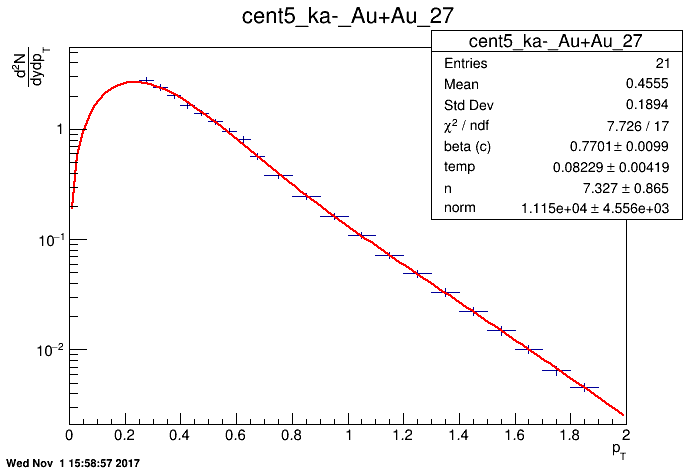 cent5_ka-_Au+Au_27
cent5_ka-_Au+Au_27
Entries 21
Mean 0.4555
Std Dev 0.1894
χ² / ndf 7.726 / 17
beta (c) 0.7701 ± 0.0099
temp 0.08229 ± 0.00419
n 7.327 ± 0.865
norm 1.115e+04 ± 4.556e+03
d²N
dydp_T
1
10⁻¹
10⁻²
0 0.2 0.4 0.6 0.8 1 1.2 1.4 1.6 1.8 2
p_T
Wed Nov 1 15:58:57 2017